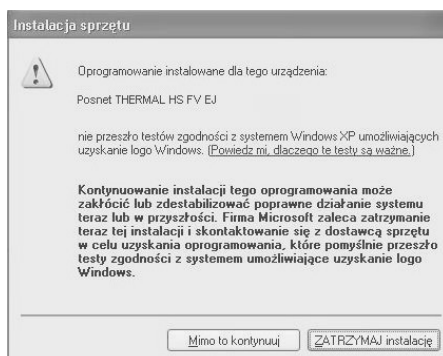 Instalacja sprzętu
Oprogramowanie instalowane dla tego urządzenia:
Posnet THERMAL HS FV EJ
nie przeszło testów zgodności z systemem Windows XP umożliwiających
uzyskanie logo Windows. (Powiedz mi, dlaczego te testy są ważne.)
Kontynuowanie instalacji tego oprogramowania może
zakłócić lub zdestabilizować poprawne działanie systemu
teraz lub w przyszłości. Firma Microsoft zaleca zatrzymanie
teraz tej instalacji i skontaktowanie się z dostawcą sprzętu
w celu uzyskania oprogramowania, które pomyślnie przeszło
testy zgodności z systemem umożliwiające uzyskanie logo
Windows.
Mimo to kontynuuj ZATRZYMAJ instalację